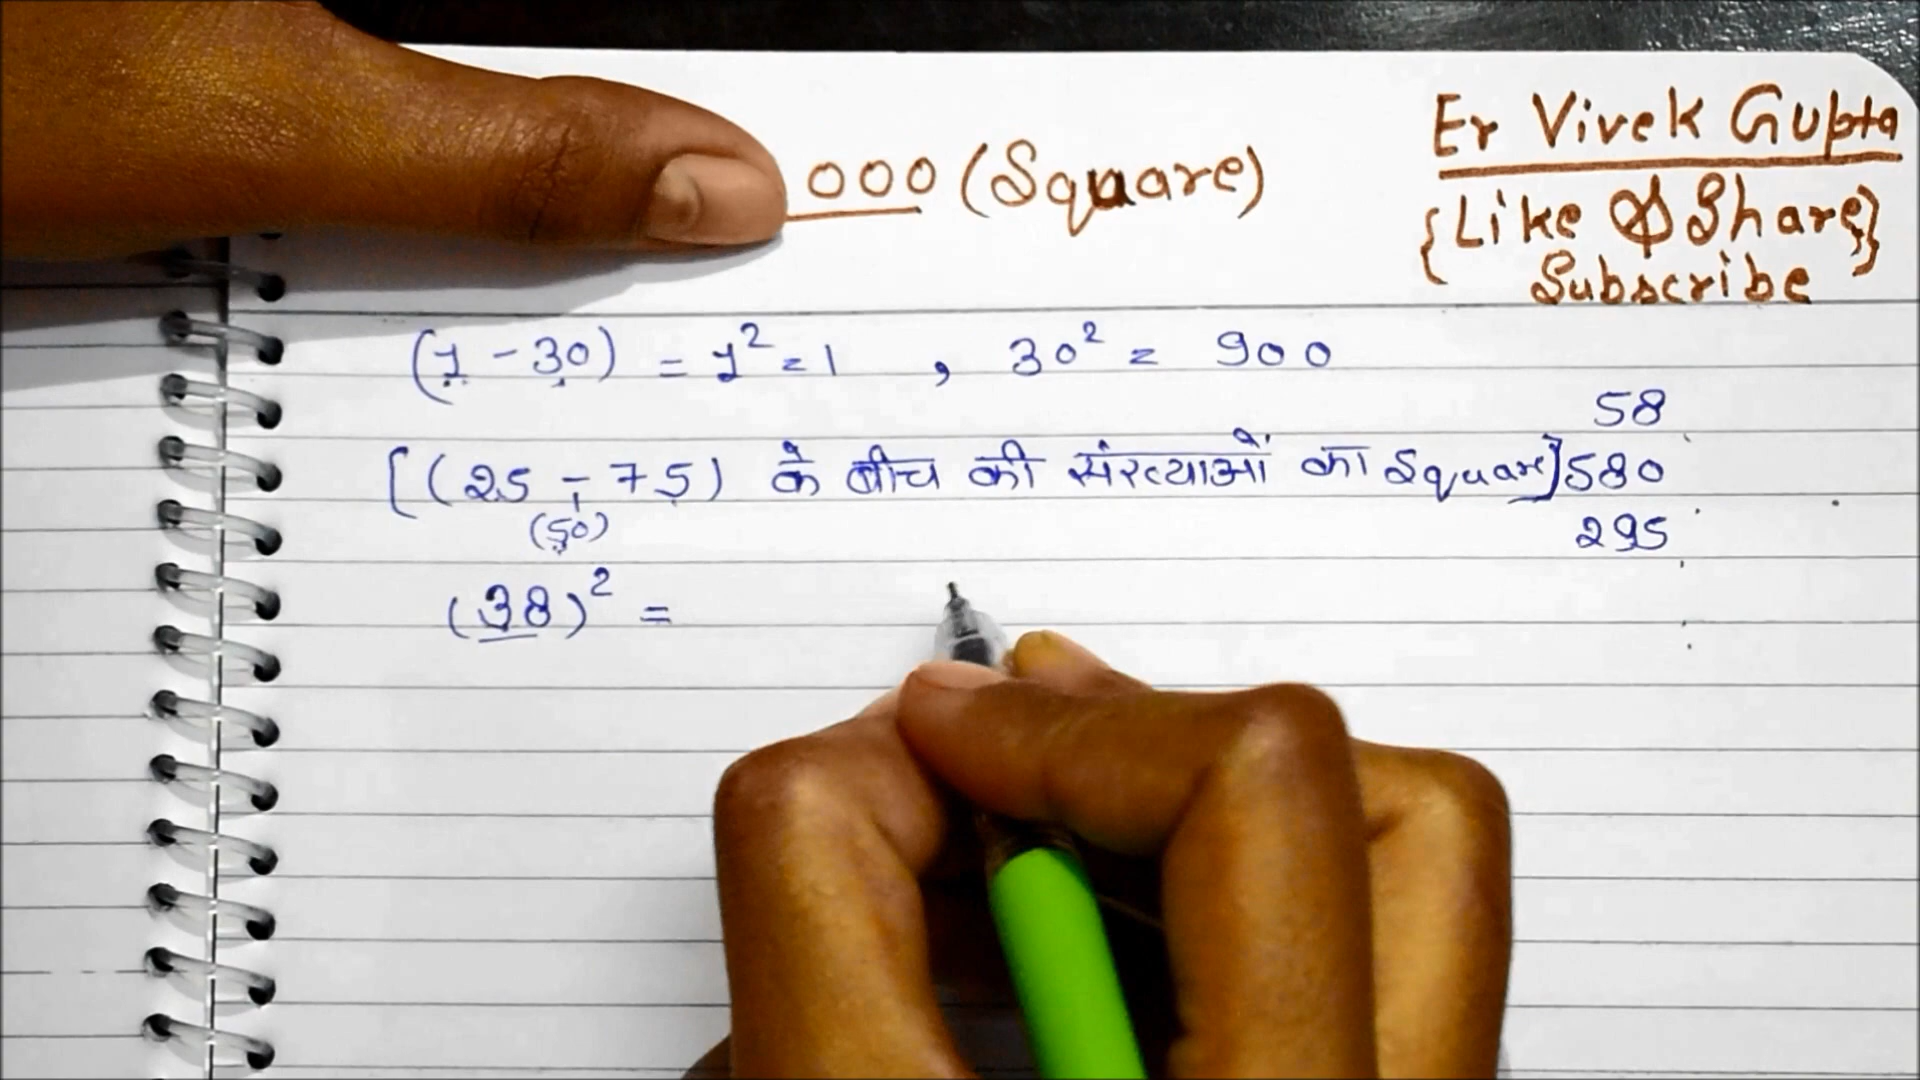 000 (Square)
Er Vivek Gupta
{Like & Share}
Subscribe
(1 - 30) = 1² = 1 , 30² = 900
58
[(25 - 75) के बीच की संख्याओं का Square] 580
(50)
295
(38)² =